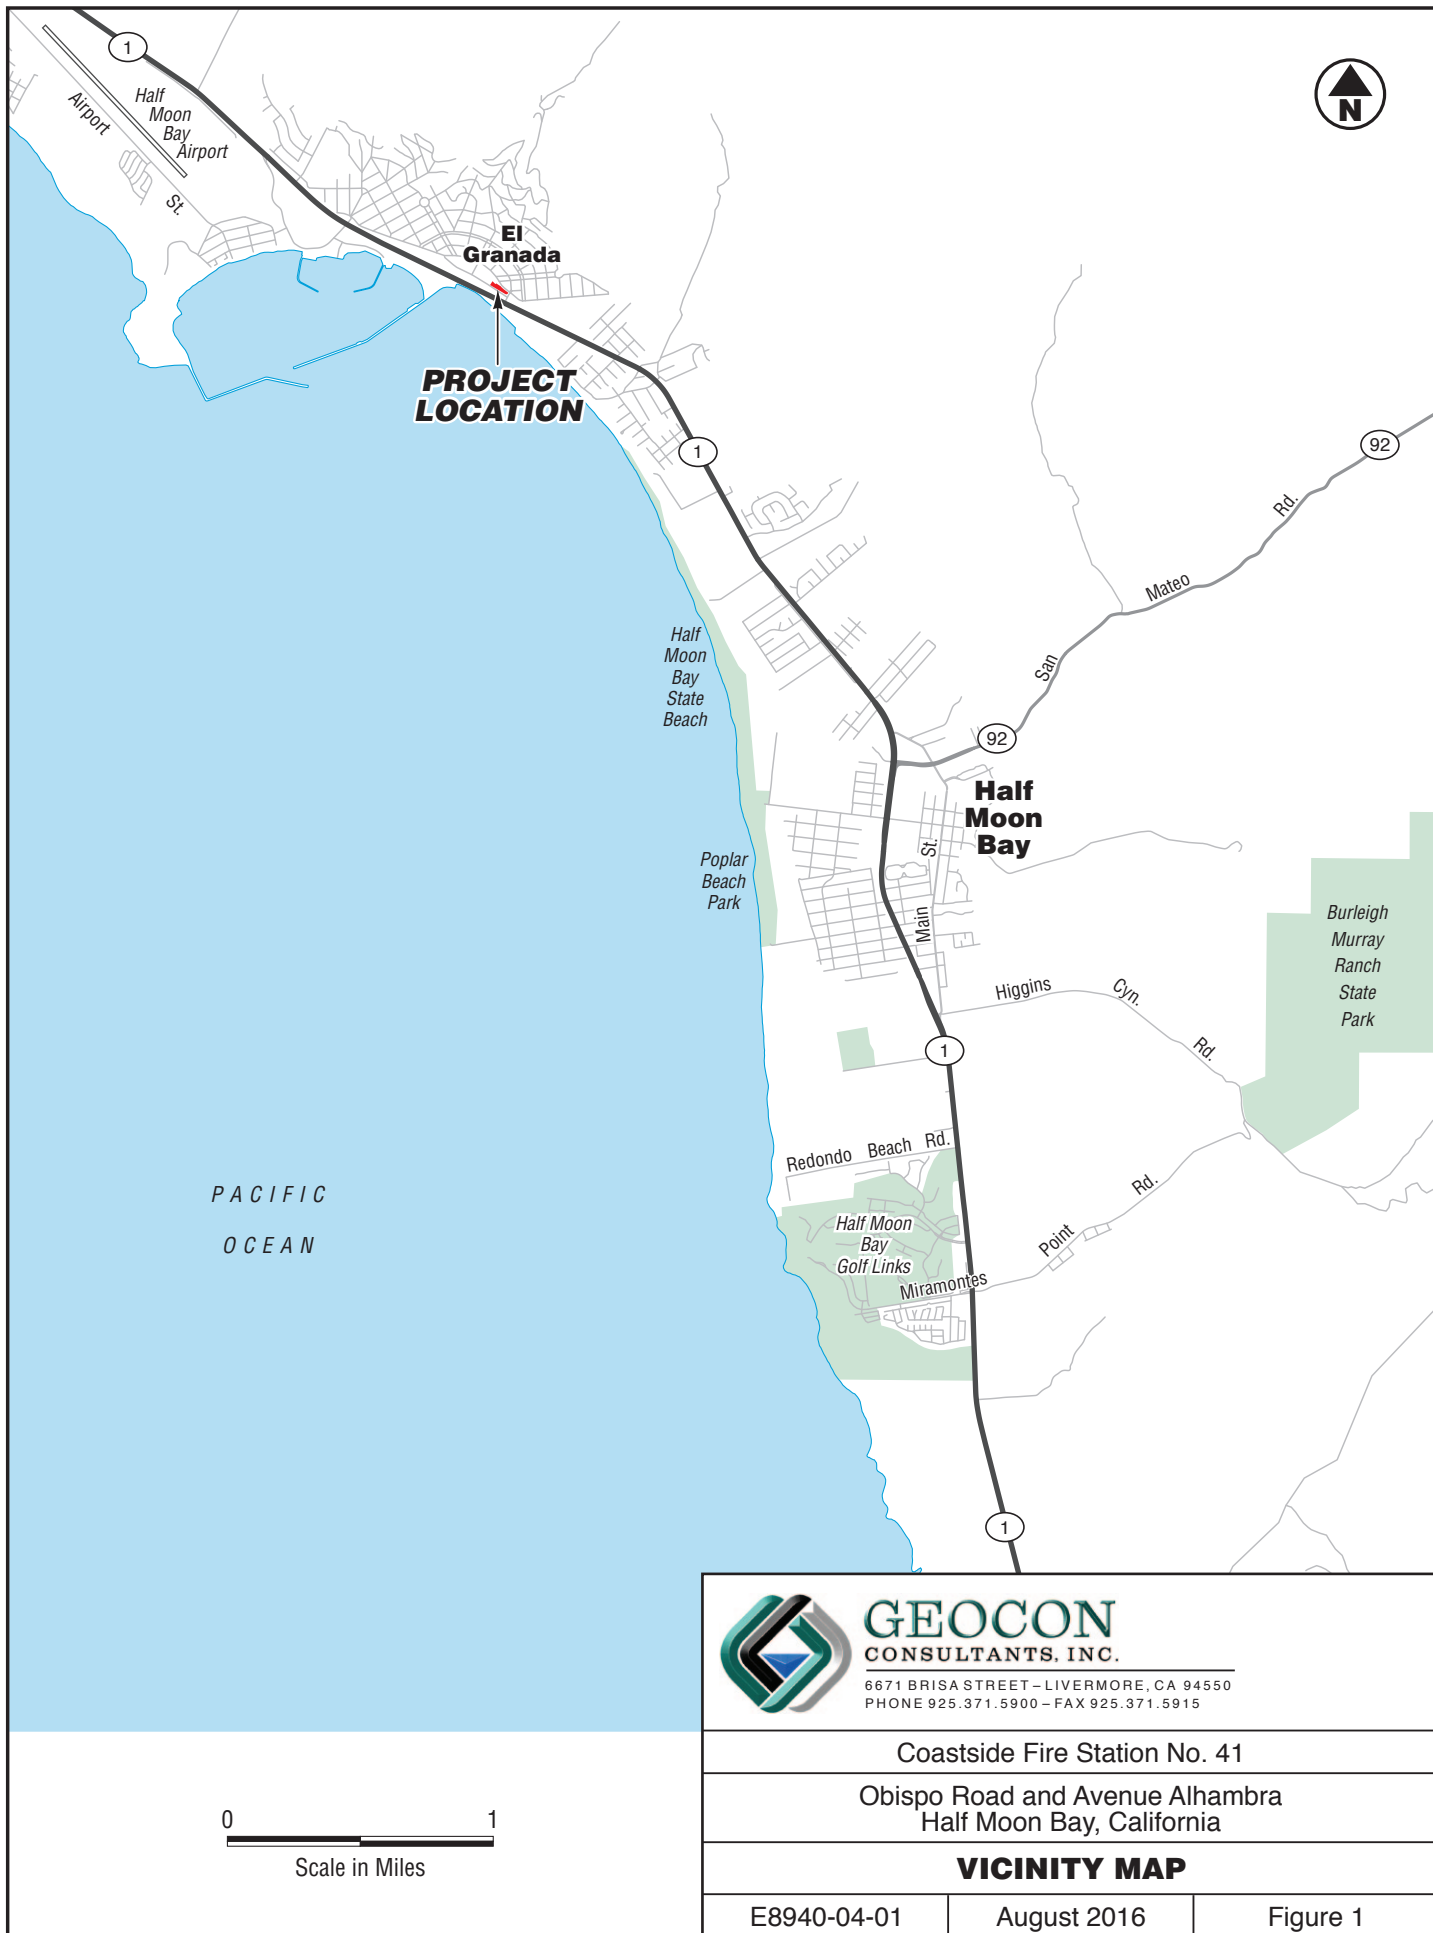 1
Half
Moon
Bay
Airport
Airport
St.
N
El
Granada
PROJECT
LOCATION
1
92
Rd.
Mateo
San
92
Half
Moon
Bay
State
Beach
Half
Moon
Bay
St.
Main
Poplar
Beach
Park
Burleigh
Murray
Ranch
State
Park
Higgins Cyn. Rd.
1
Redondo Beach Rd.
PACIFIC
OCEAN
Half Moon
Bay
Golf Links
Miramontes Point Rd.
1
GEOCON
CONSULTANTS, INC.
6671 BRISA STREET – LIVERMORE, CA 94550
PHONE 925.371.5900 – FAX 925.371.5915
Coastside Fire Station No. 41
Obispo Road and Avenue Alhambra
Half Moon Bay, California
VICINITY MAP
E8940-04-01 August 2016 Figure 1
0 1
Scale in Miles